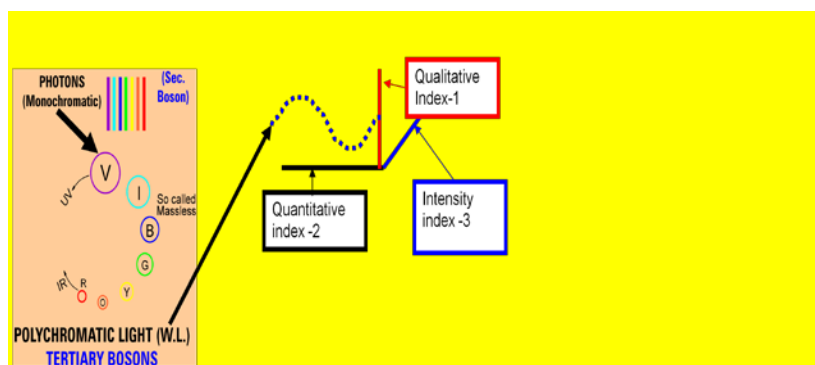 PHOTONS
(Monochromatic)
(Sec.
Boson)
V
UV
I
So called
Massless
B
G
Y
O
R
IR
POLYCHROMATIC LIGHT (W.L.)
TERTIARY BOSONS
Qualitative
Index-1
Quantitative
index -2
Intensity
index -3